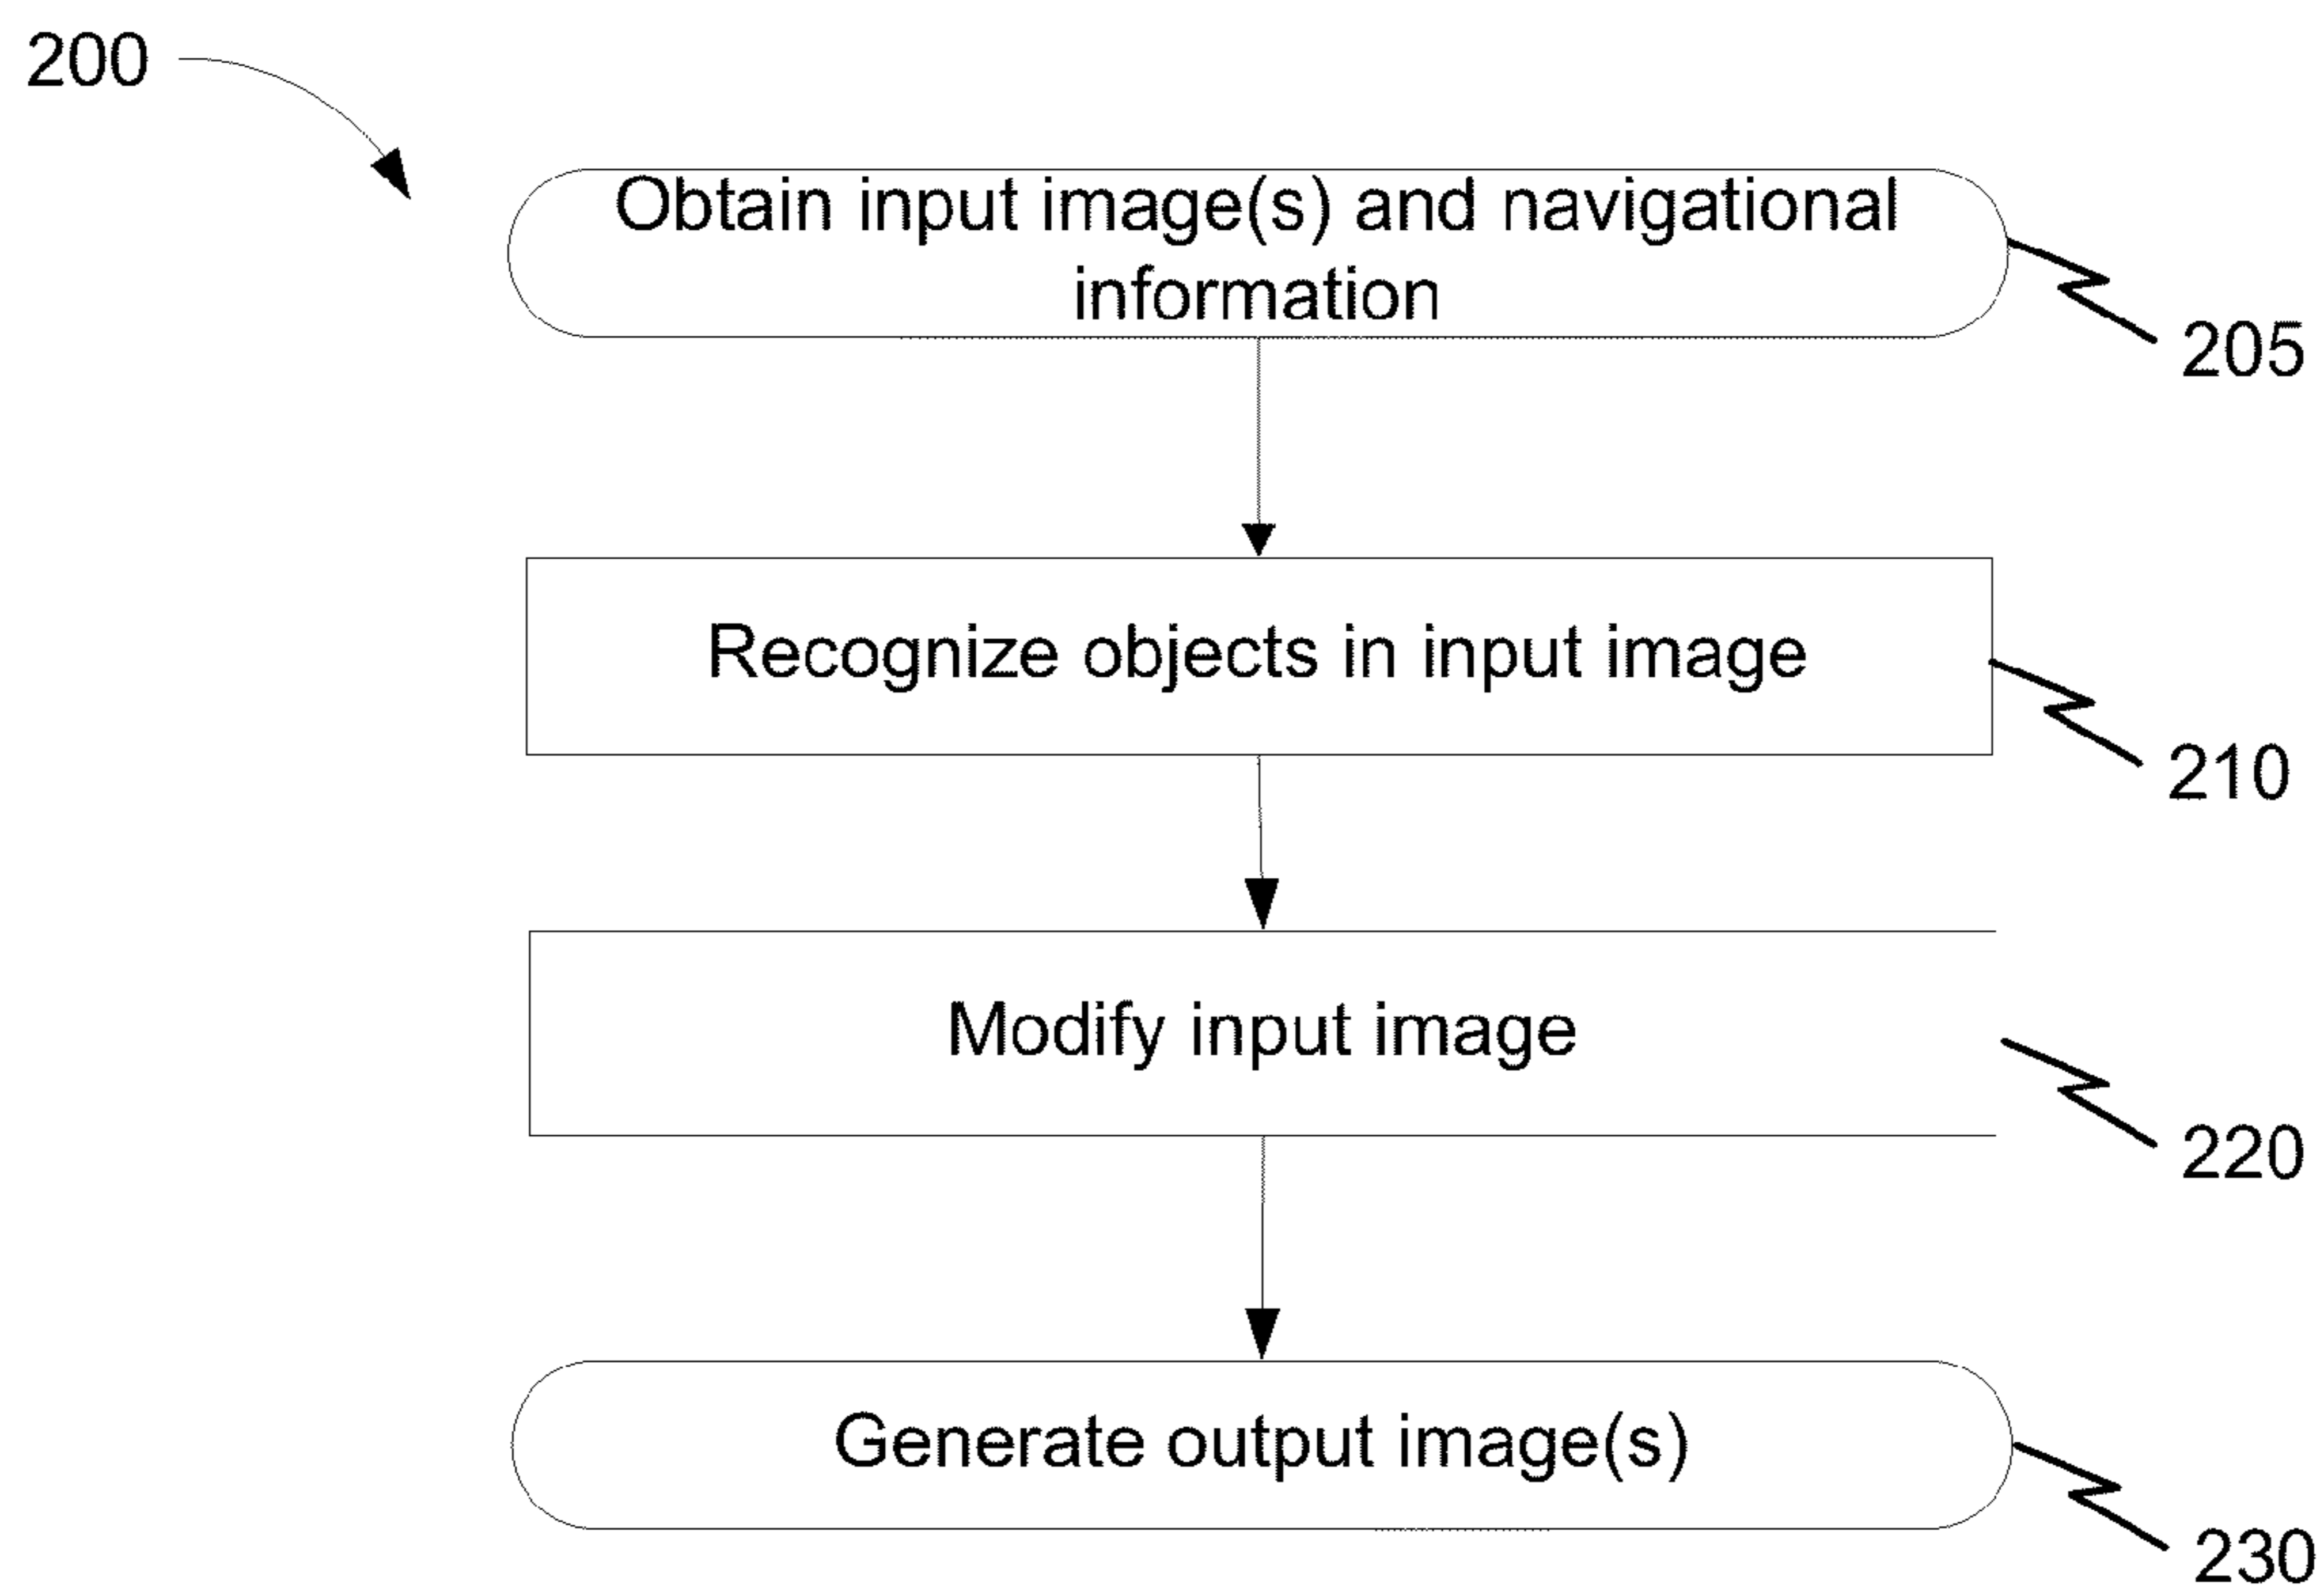 200
Obtain input image(s) and navigational
information
205
Recognize objects in input image
210
Modify input image
220
Generate output image(s)
230